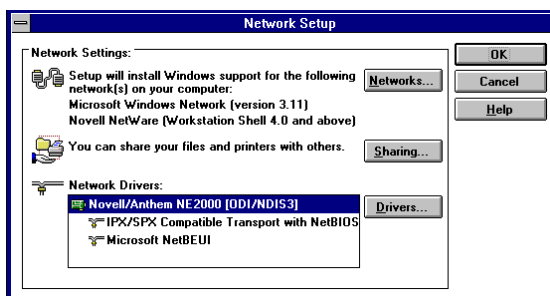 Network Setup
Network Settings:
OK
Setup will install Windows support for the following
network(s) on your computer:
Networks...
Cancel
Microsoft Windows Network (version 3.11)
Novell NetWare (Workstation Shell 4.0 and above)
Help
You can share your files and printers with others.
Sharing...
Network Drivers:
Novell/Anthem NE2000 [ODI/NDIS3]
Drivers...
IPX/SPX Compatible Transport with NetBIOS
Microsoft NetBEUI